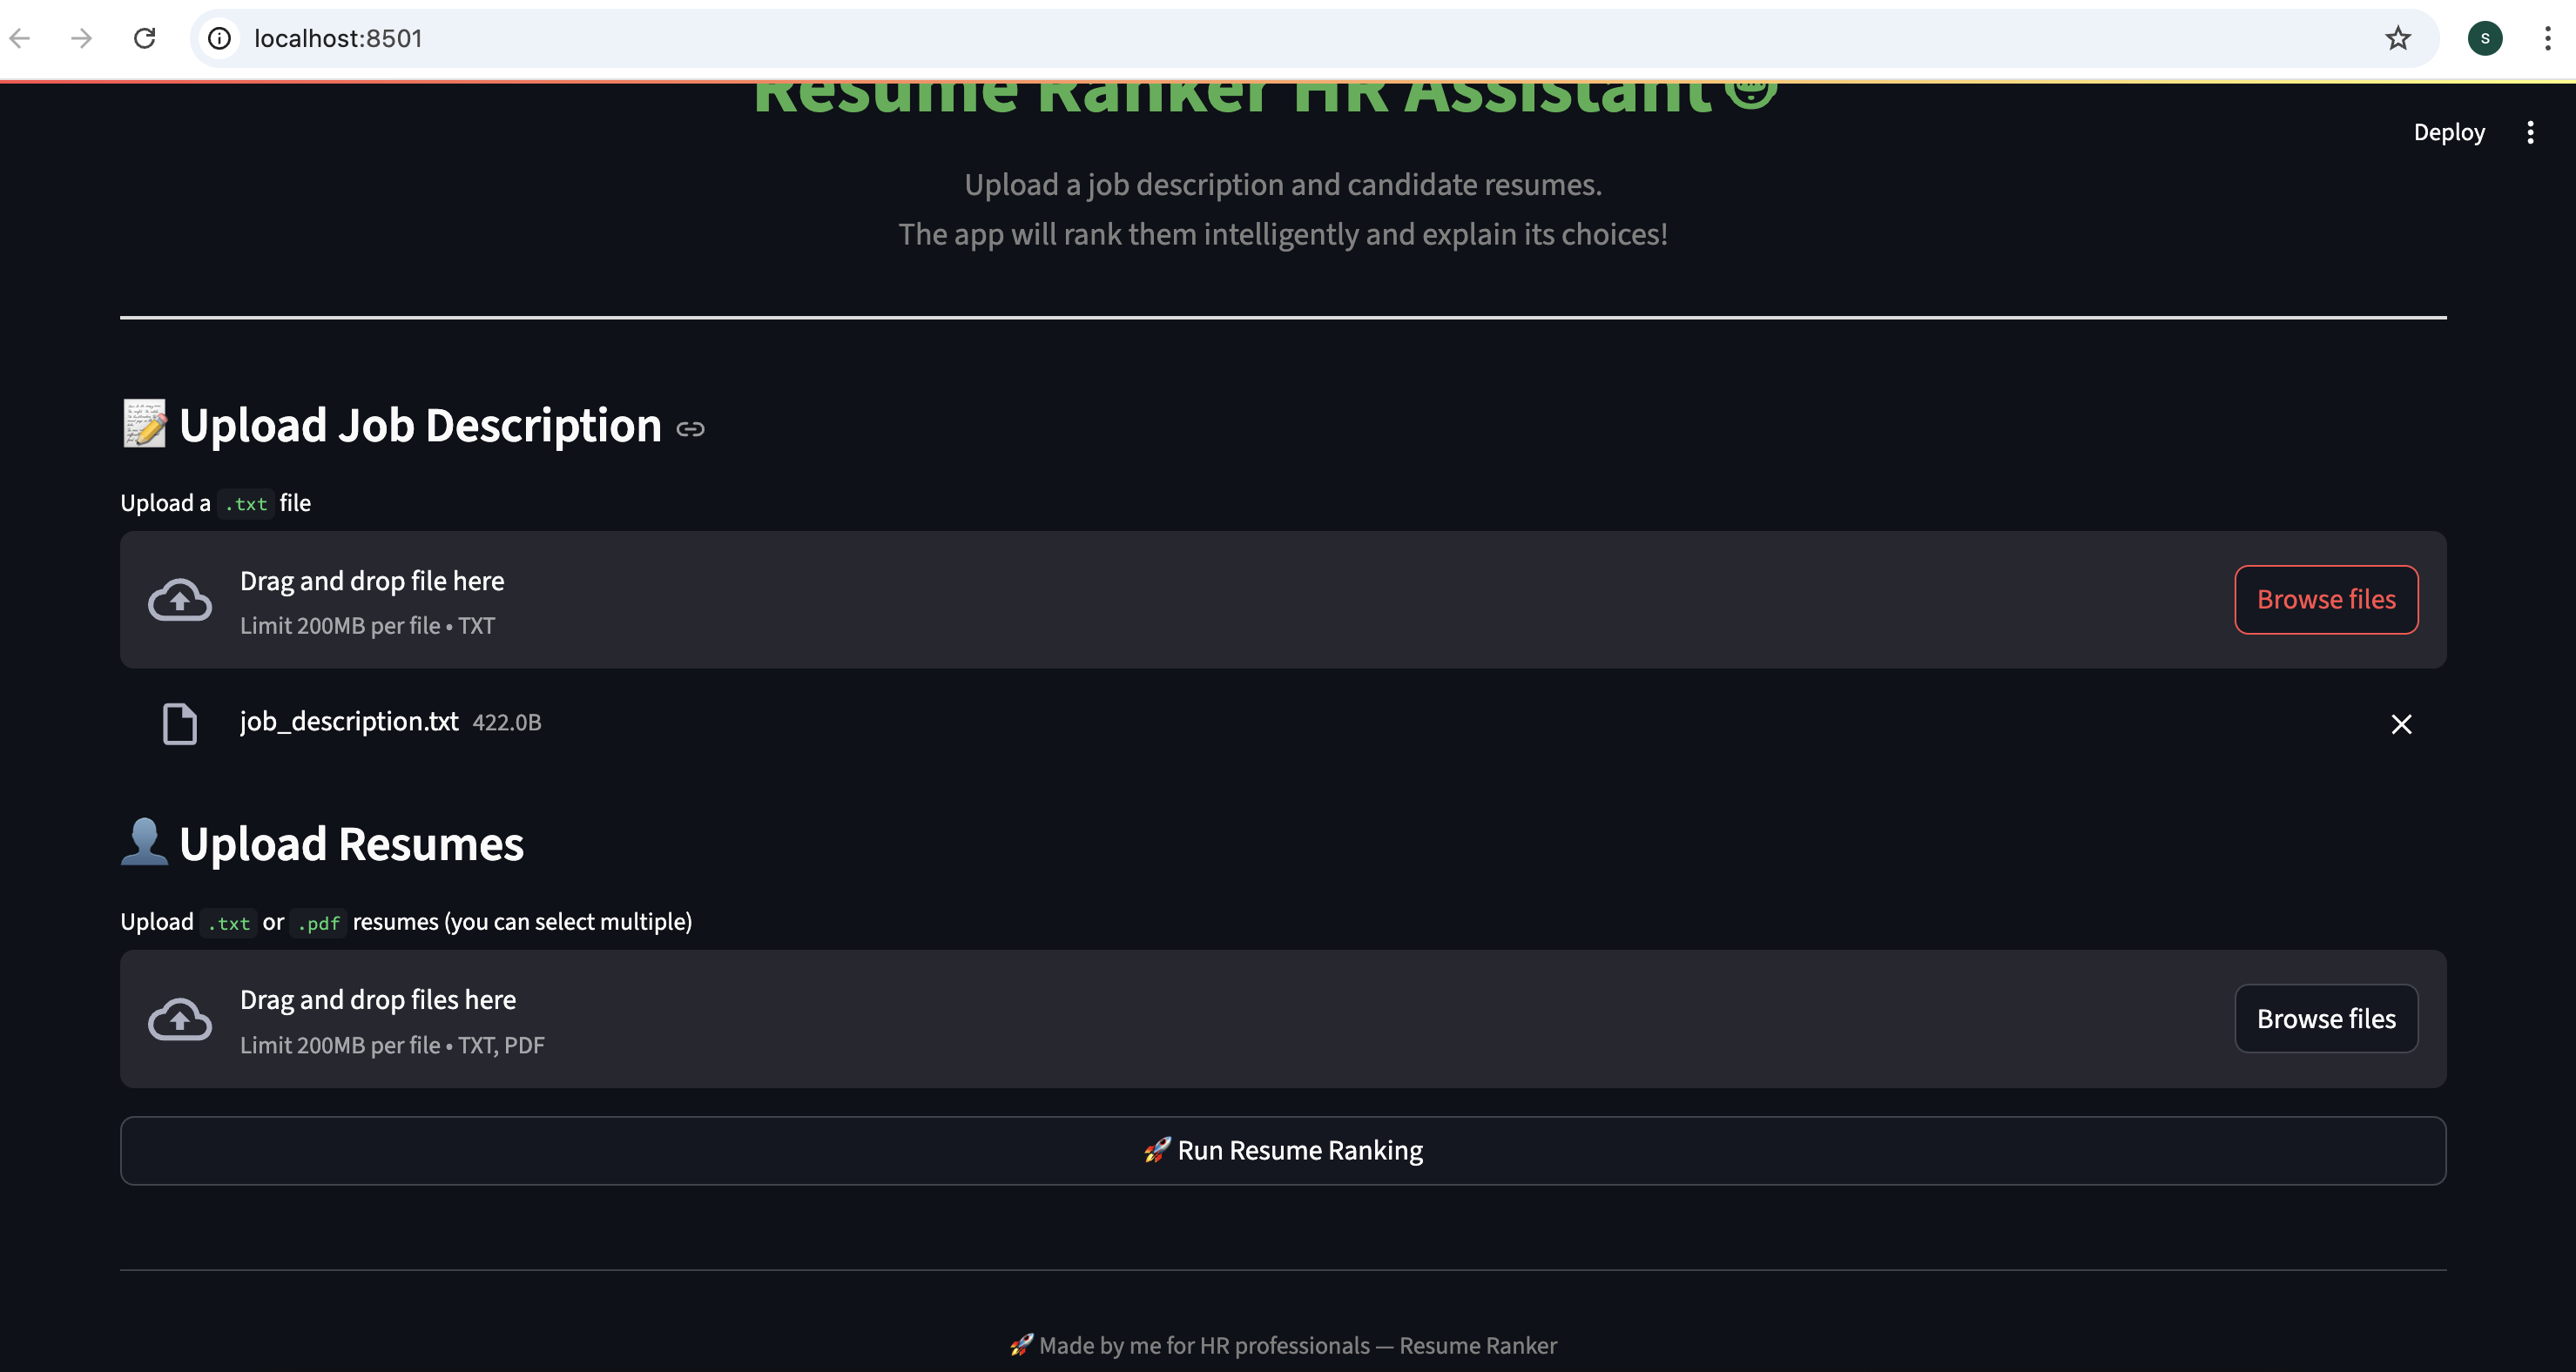 localhost:8501
S
Resume Ranker HR Assistant
Deploy
Upload a job description and candidate resumes.
The app will rank them intelligently and explain its choices!
Upload Job Description
Upload a .txt file
Drag and drop file here
Limit 200MB per file • TXT
Browse files
job_description.txt 422.0B
Upload Resumes
Upload .txt or .pdf resumes (you can select multiple)
Drag and drop files here
Limit 200MB per file • TXT, PDF
Browse files
🚀 Run Resume Ranking
🚀 Made by me for HR professionals — Resume Ranker